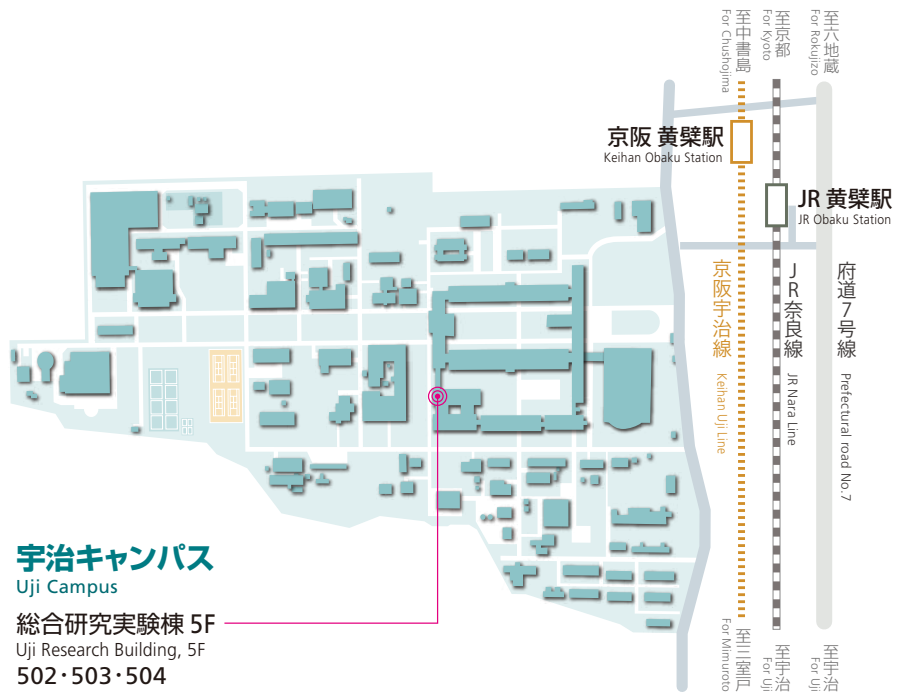 至中書島
For Chushojima
至京都
For Kyoto
至六地蔵
For Rokujizo
京阪 黄檗駅
Keihan Obaku Station
JR 黄檗駅
JR Obaku Station
京阪宇治線
Keihan Uji Line
JR奈良線
JR Nara Line
府道7号線
Prefectural road No.7
宇治キャンパス
Uji Campus
総合研究実験棟 5F
Uji Research Building, 5F
502・503・504
至三室戸
For Mimuroto
至宇治
For Uji
至宇治
For Uji